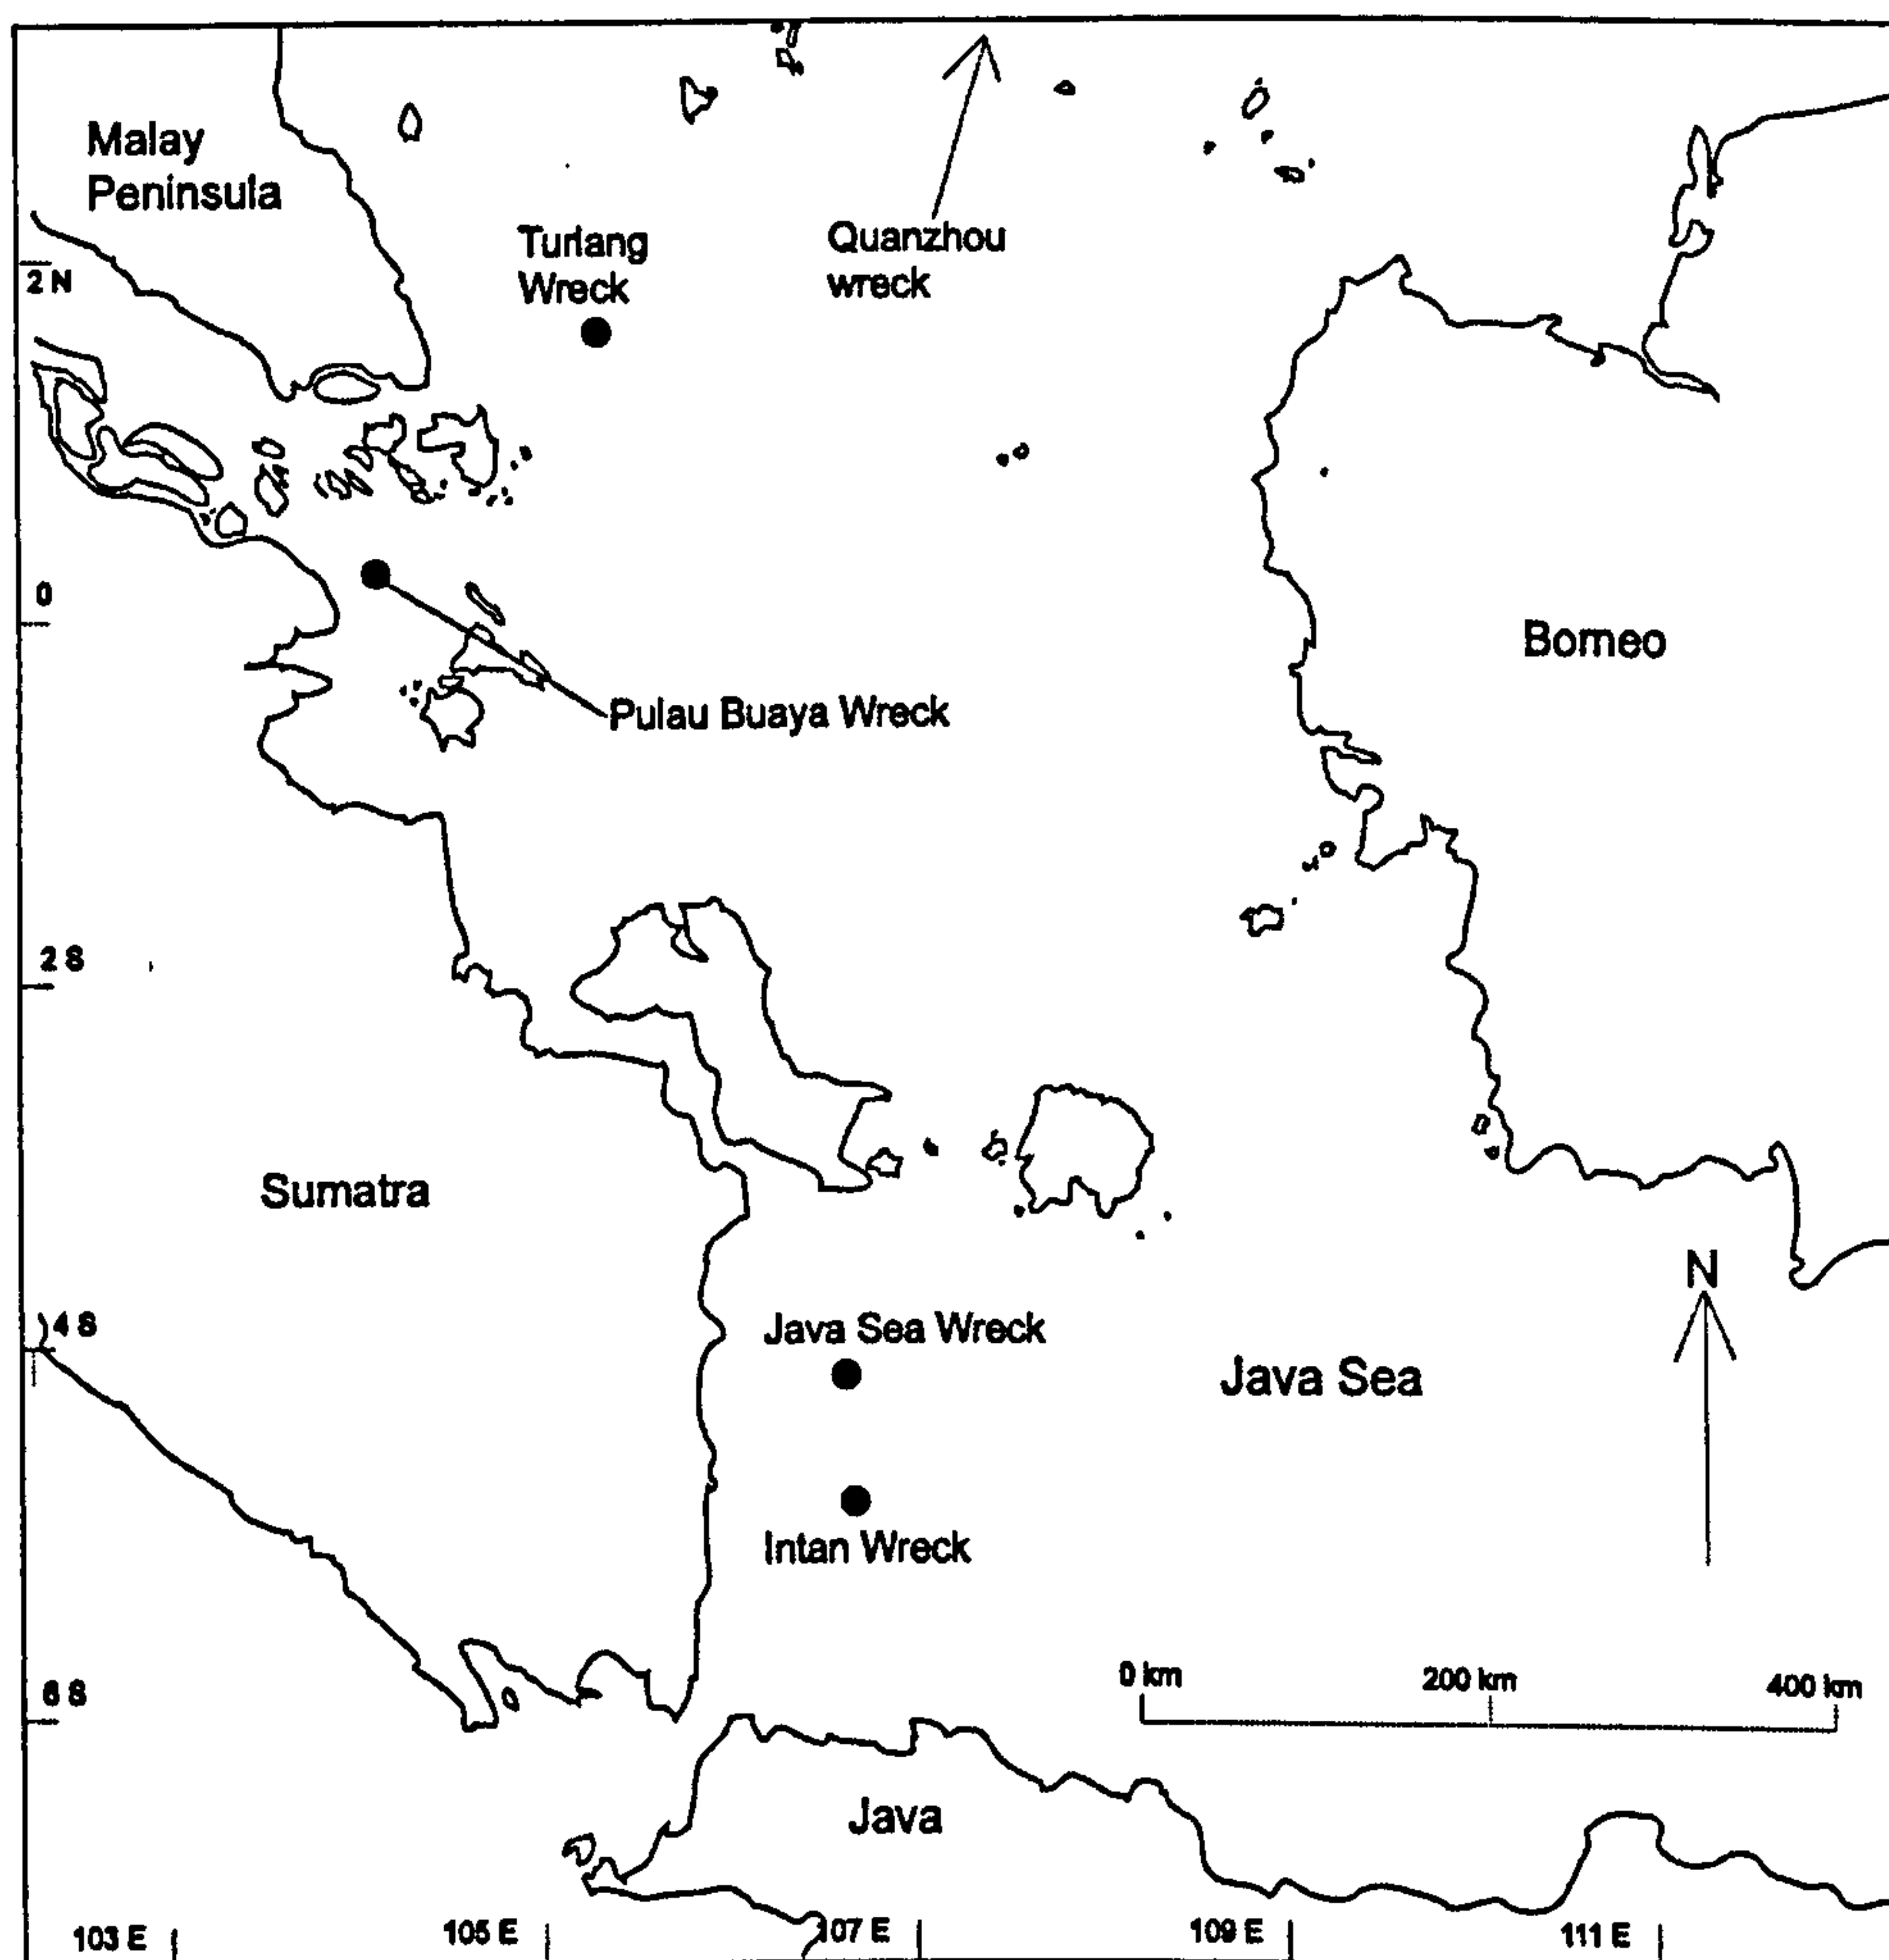 Malay
Peninsula
Turiang
Wreck
Quanzhou
wreck
2 N
0
Borneo
Pulau Buaya Wreck
2 S
Sumatra
N
4 S
Java Sea Wreck
Java Sea
Intan Wreck
0 km
200 km
400 km
6 S
Java
103 E
105 E
107 E
109 E
111 E